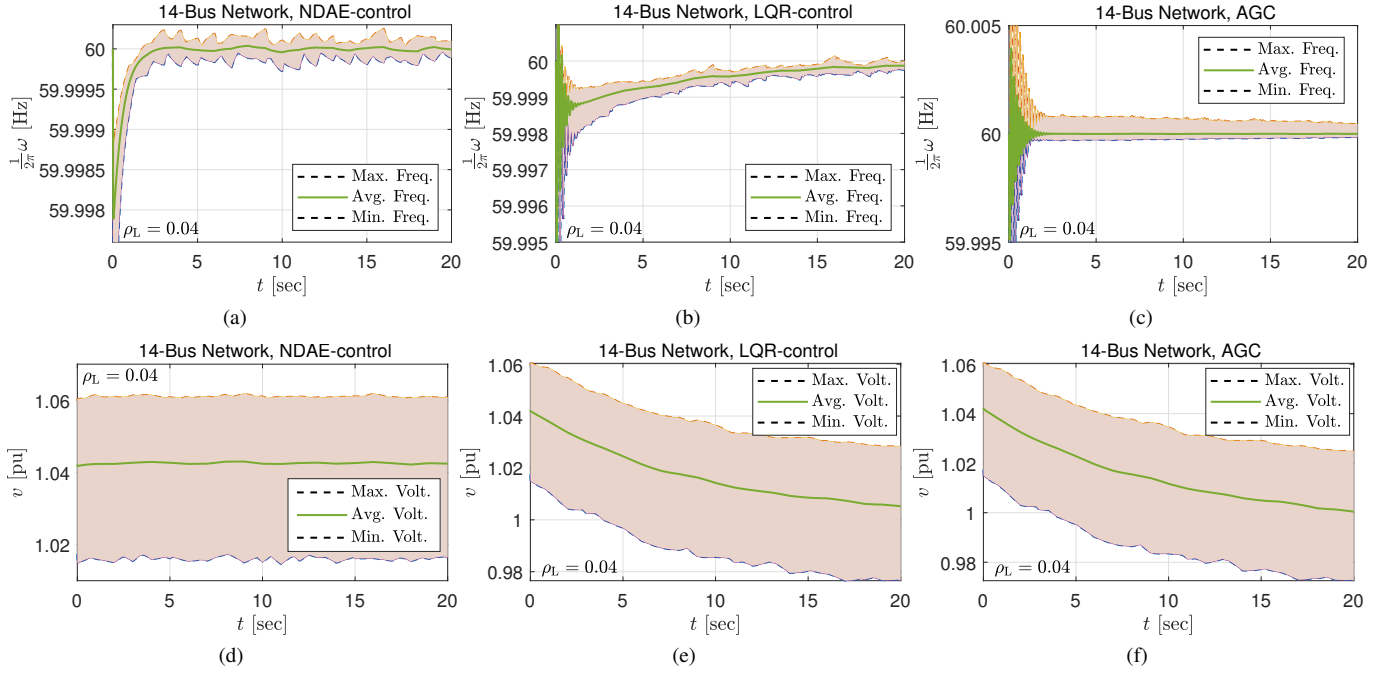 14-Bus Network, NDAE-control
60
59.9995
59.999
59.9985
59.998
1/2π ω [Hz]
Max. Freq.
Avg. Freq.
Min. Freq.
ρL = 0.04
0 5 10 15 20
t [sec]
(a)
14-Bus Network, LQR-control
60
59.999
59.998
59.997
59.996
59.995
1/2π ω [Hz]
Max. Freq.
Avg. Freq.
Min. Freq.
ρL = 0.04
0 5 10 15 20
t [sec]
(b)
14-Bus Network, AGC
60.005
60
59.995
1/2π ω [Hz]
Max. Freq.
Avg. Freq.
Min. Freq.
ρL = 0.04
0 5 10 15 20
t [sec]
(c)
14-Bus Network, NDAE-control
ρL = 0.04
1.06
1.04
1.02
v [pu]
Max. Volt.
Avg. Volt.
Min. Volt.
0 5 10 15 20
t [sec]
(d)
14-Bus Network, LQR-control
1.06
1.04
1.02
1
0.98
v [pu]
Max. Volt.
Avg. Volt.
Min. Volt.
ρL = 0.04
0 5 10 15 20
t [sec]
(e)
14-Bus Network, AGC
1.06
1.04
1.02
1
0.98
v [pu]
Max. Volt.
Avg. Volt.
Min. Volt.
ρL = 0.04
0 5 10 15 20
t [sec]
(f)